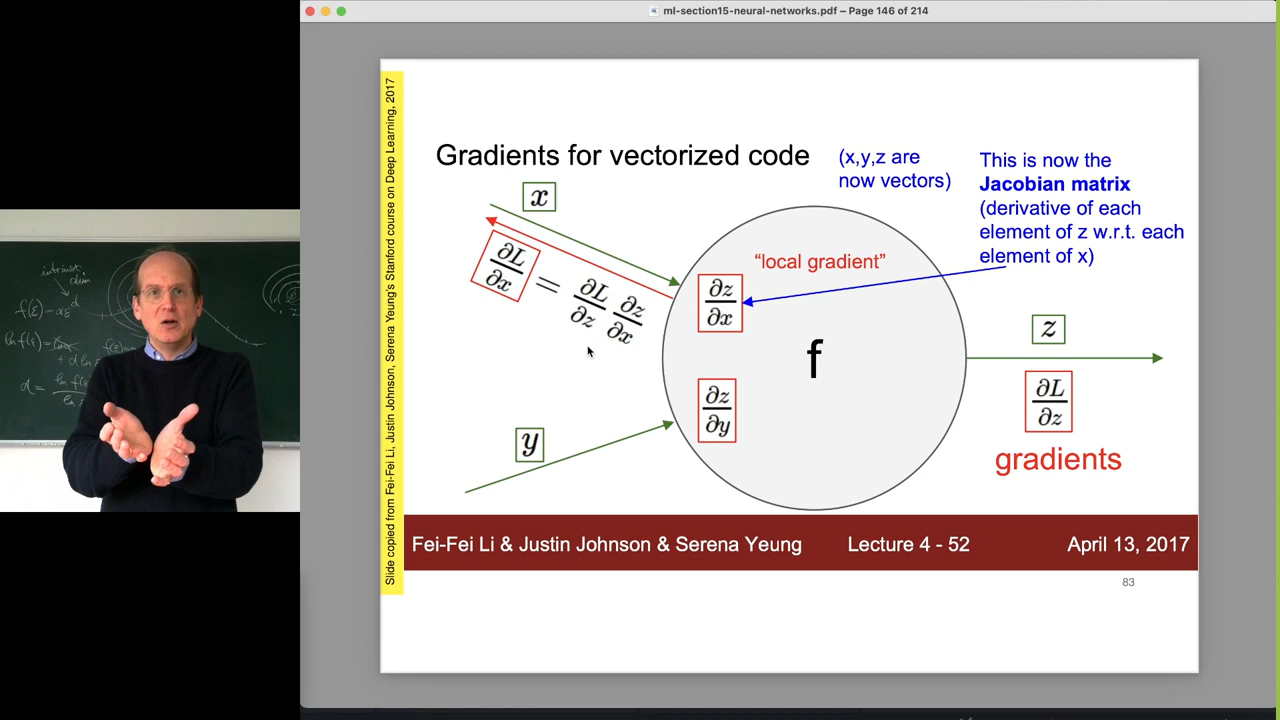 ml-section15-neural-networks.pdf – Page 146 of 214
Slide copied from Fei-Fei Li, Justin Johnson, Serena Yeung's Stanford course on Deep Learning, 2017
Gradients for vectorized code
(x,y,z are
now vectors)
This is now the
Jacobian matrix
(derivative of each
element of z w.r.t. each
element of x)
x
∂L/∂x = ∂L/∂z ∂z/∂x
"local gradient"
∂z/∂x
f
z
∂z/∂y
∂L/∂z
y
gradients
Fei-Fei Li & Justin Johnson & Serena Yeung Lecture 4 - 52 April 13, 2017
83
intrinsic
dim